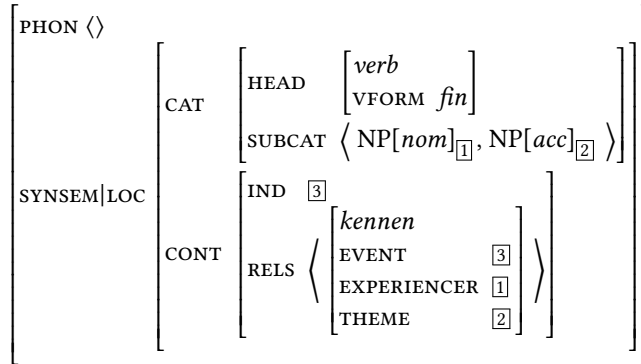 PHON ⟨⟩
HEAD [verb
VFORM fin]
CAT
SUBCAT ⟨ NP[nom]1, NP[acc]2 ⟩
SYNSEM|LOC
IND 3
kennen
CONT
EVENT 3
RELS ⟨ ⟩
EXPERIENCER 1
THEME 2